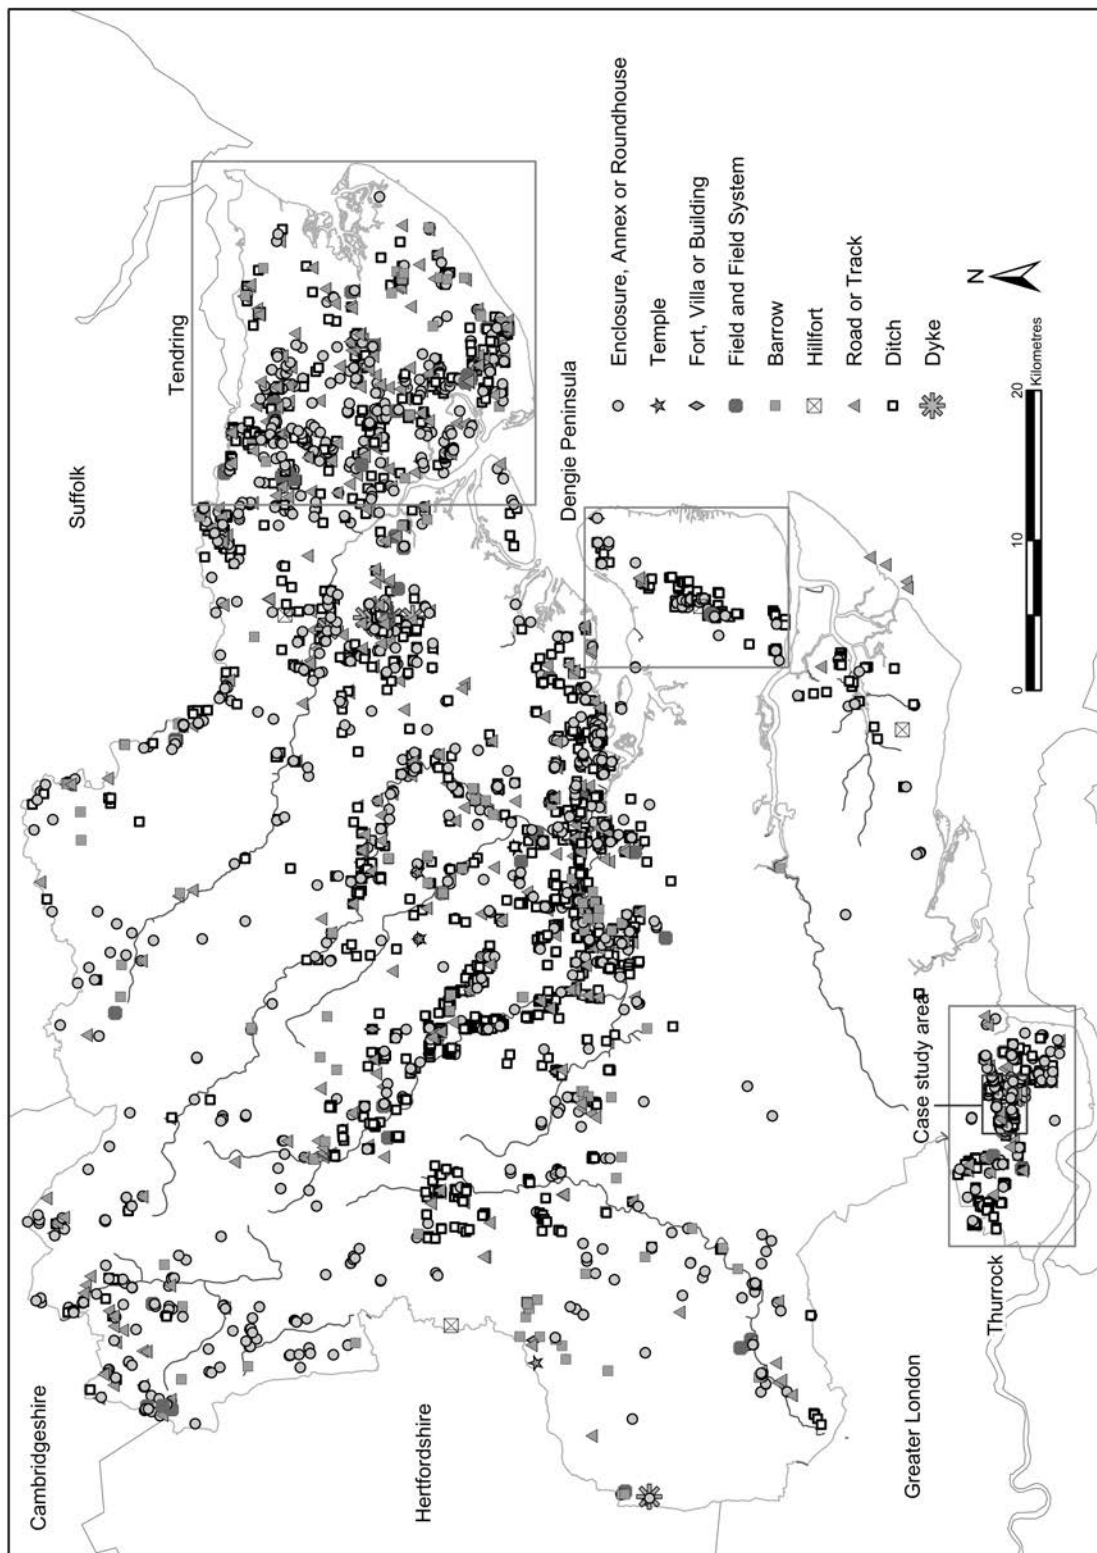 Cambridgeshire
Suffolk
Tendring
Hertfordshire
Dengie Peninsula
Greater London
Thurrock
Case study area
Enclosure, Annex or Roundhouse
Temple
Fort, Villa or Building
Field and Field System
Barrow
Hillfort
Road or Track
Ditch
Dyke
N
0
10
20
Kilometres